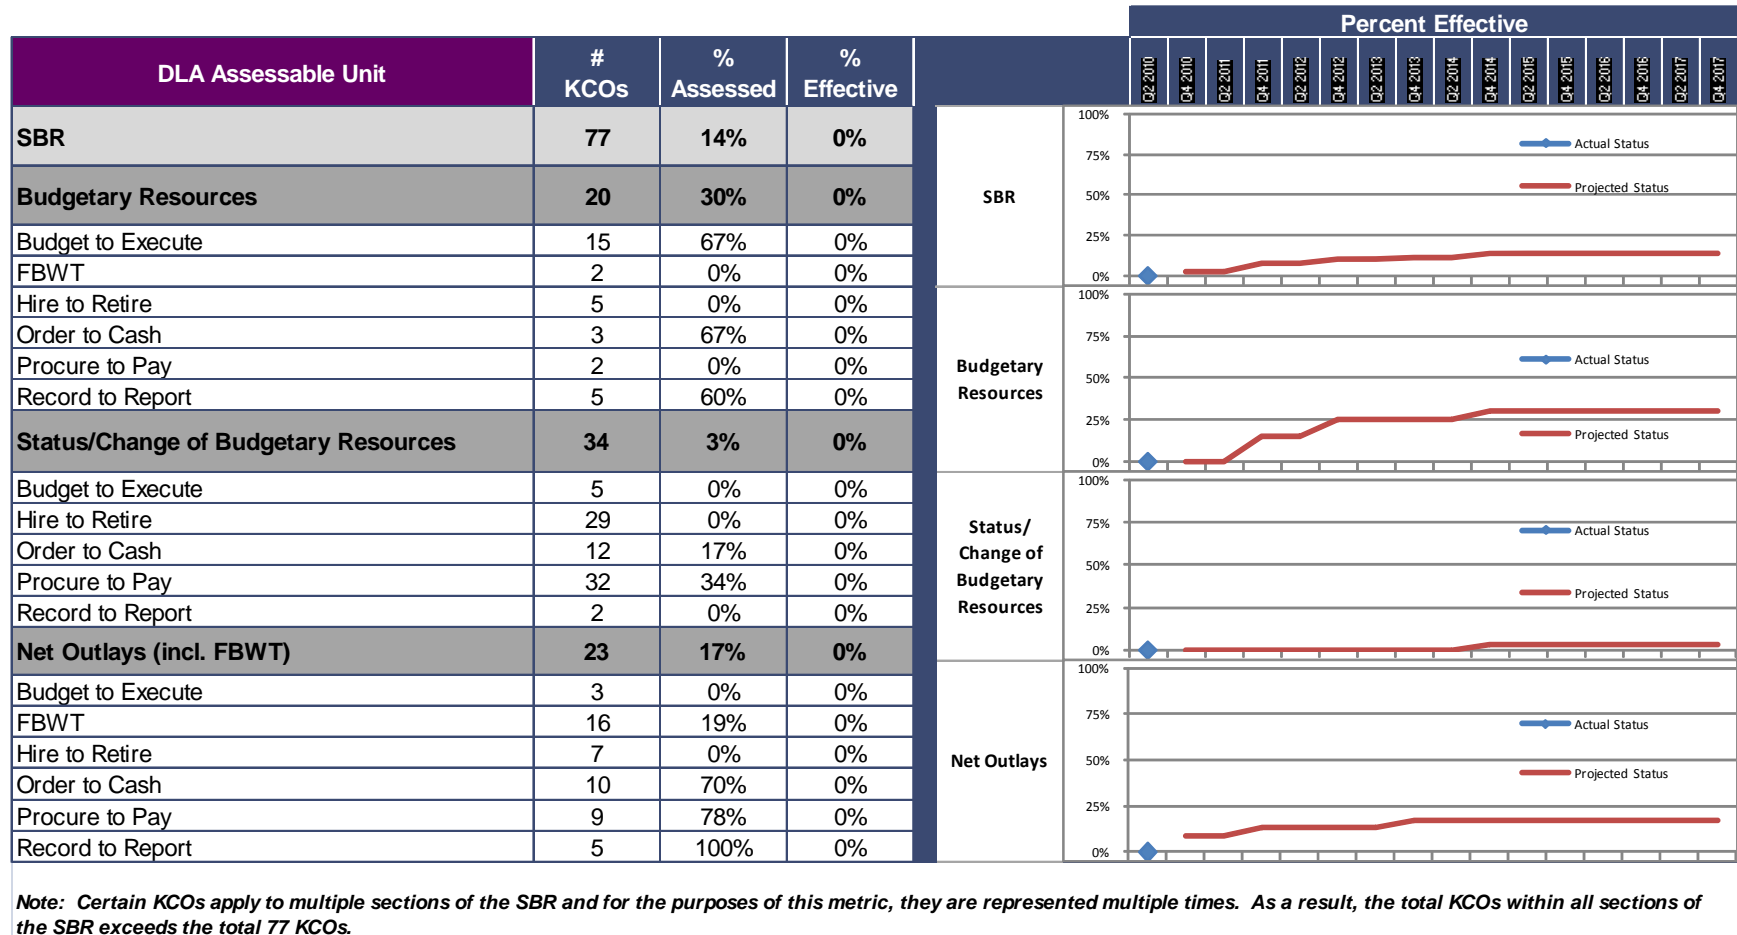 Percent Effective
DLA Assessable Unit # KCOs % Assessed % Effective Q2 2010 Q4 2010 Q2 2011 Q4 2011 Q2 2012 Q4 2012 Q2 2013 Q4 2013 Q2 2014 Q4 2014 Q2 2015 Q4 2015 Q2 2016 Q4 2016 Q2 2017 Q4 2017
SBR 77 14% 0%
Budgetary Resources 20 30% 0%
Budget to Execute 15 67% 0%
FBWT 2 0% 0%
Hire to Retire 5 0% 0%
Order to Cash 3 67% 0%
Procure to Pay 2 0% 0%
Record to Report 5 60% 0%
Status/Change of Budgetary Resources 34 3% 0%
Budget to Execute 5 0% 0%
Hire to Retire 29 0% 0%
Order to Cash 12 17% 0%
Procure to Pay 32 34% 0%
Record to Report 2 0% 0%
Net Outlays (incl. FBWT) 23 17% 0%
Budget to Execute 3 0% 0%
FBWT 16 19% 0%
Hire to Retire 7 0% 0%
Order to Cash 10 70% 0%
Procure to Pay 9 78% 0%
Record to Report 5 100% 0%
SBR
100%
75%
50%
25%
0%
Actual Status
Projected Status
Budgetary
Resources
100%
75%
50%
25%
0%
Actual Status
Projected Status
Status/
Change of
Budgetary
Resources
100%
75%
50%
25%
0%
Actual Status
Projected Status
Net Outlays
100%
75%
50%
25%
0%
Actual Status
Projected Status
Note: Certain KCOs apply to multiple sections of the SBR and for the purposes of this metric, they are represented multiple times. As a result, the total KCOs within all sections of
the SBR exceeds the total 77 KCOs.